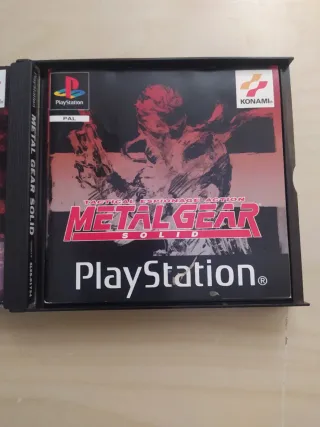 PlayStation
PAL
KONAMI
METAL GEAR SOLID
TACTICAL ESPIONAGE ACTION
METAL GEAR
SOLID
PlayStation®